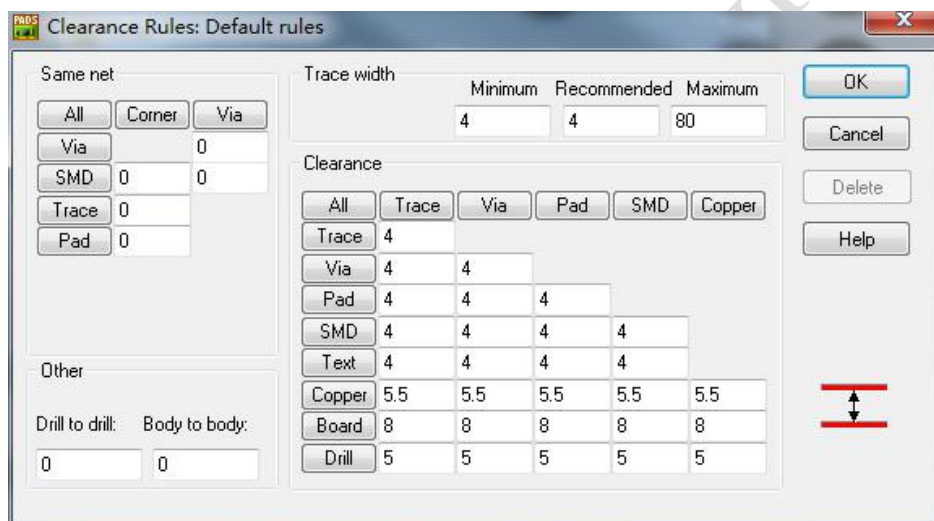 PADS
Clearance Rules: Default rules
Same net
All Corner Via
Via 0
SMD 0 0
Trace 0
Pad 0
Other
Drill to drill: Body to body:
0 0
Trace width
Minimum Recommended Maximum
4 4 80
Clearance
All Trace Via Pad SMD Copper
Trace 4
Via 4 4
Pad 4 4 4
SMD 4 4 4 4
Text 4 4 4 4
Copper 5.5 5.5 5.5 5.5 5.5
Board 8 8 8 8 8
Drill 5 5 5 5 5
OK
Cancel
Delete
Help